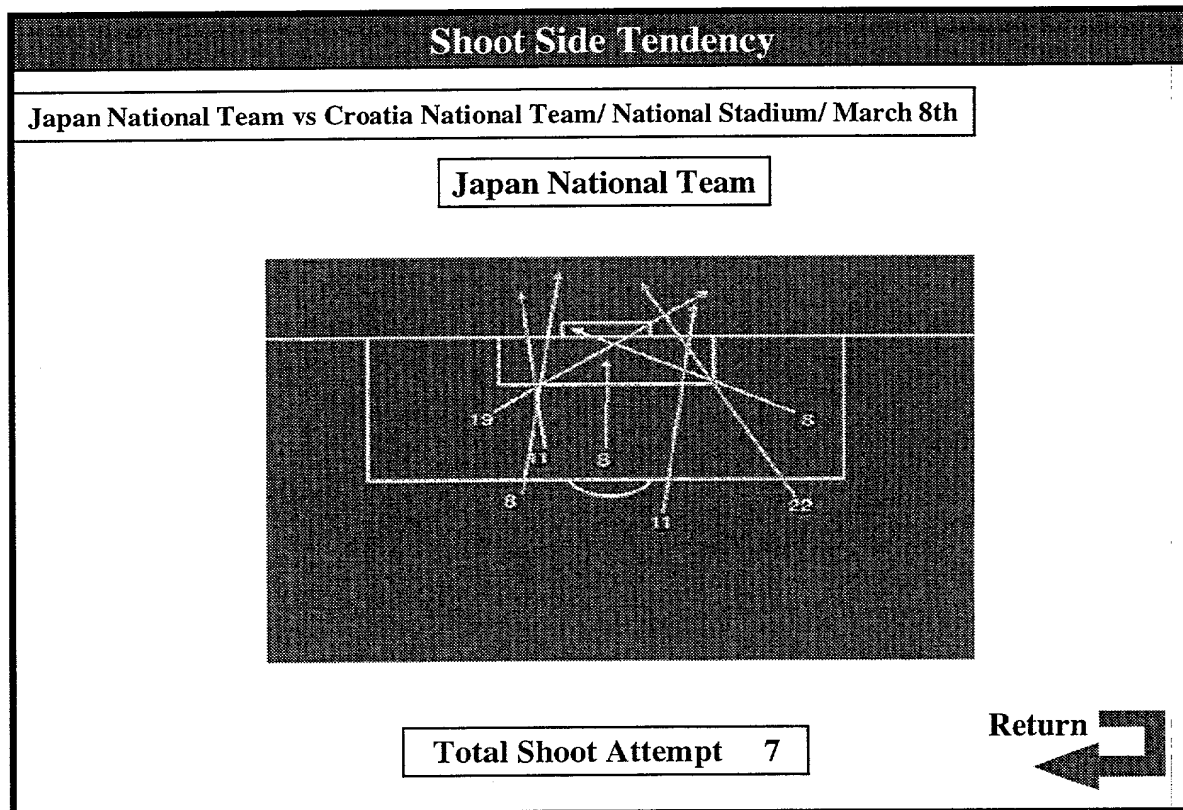 Shoot Side Tendency
Japan National Team vs Croatia National Team/ National Stadium/ March 8th
Japan National Team
19
8
11
8
8
22
11
Return
Total Shoot Attempt 7